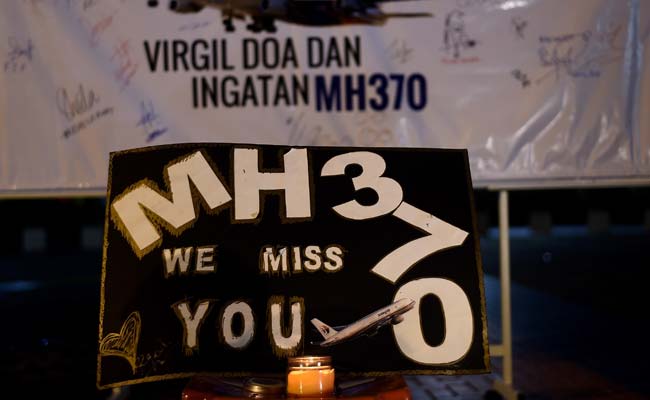 VIRGIL DOA DAN
INGATAN MH370
MH370
WE MISS
YOU